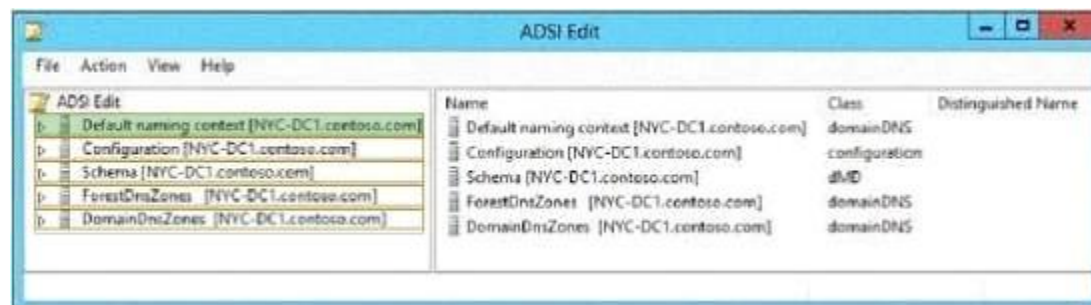 ADSI Edit
File Action View Help
ADSI Edit
Default naming context [NYC-DC1.contoso.com]
Configuration [NYC-DC1.contoso.com]
Schema [NYC-DC1.contoso.com]
ForestDnsZones [NYC-DC1.contoso.com]
DomainDnsZones [NYC-DC1.contoso.com]
Name Class Distinguished Name
Default naming context [NYC-DC1.contoso.com] domainDNS
Configuration [NYC-DC1.contoso.com] configuration
Schema [NYC-DC1.contoso.com] dMD
ForestDnsZones [NYC-DC1.contoso.com] domainDNS
DomainDnsZones [NYC-DC1.contoso.com] domainDNS